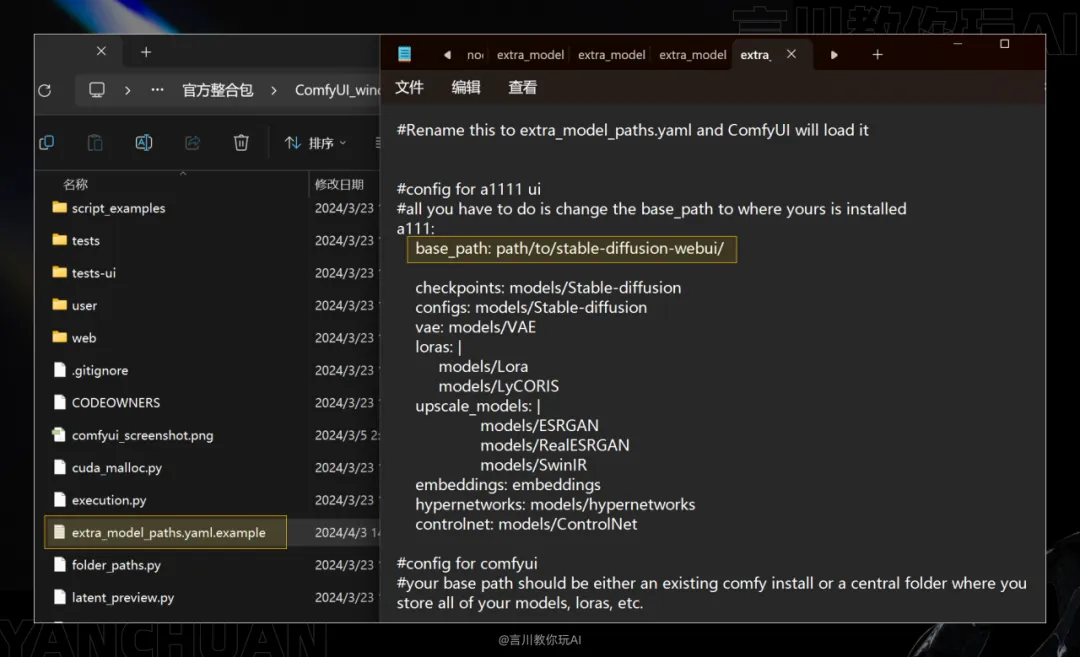 言川教你玩AI
官方整合包
ComfyUI_winc
排序
名称
修改日期
script_examples 2024/3/23
tests 2024/3/23
tests-ui 2024/3/23
user 2024/3/23
web 2024/3/23
.gitignore 2024/3/23
CODEOWNERS 2024/3/23
comfyui_screenshot.png 2024/3/5 2:
cuda_malloc.py 2024/3/23
execution.py 2024/3/23
extra_model_paths.yaml.example 2024/4/3 14
folder_paths.py 2024/3/23
latent_preview.py 2024/3/23
noc extra_model extra_model extra_model extra_
文件 编辑 查看
#Rename this to extra_model_paths.yaml and ComfyUI will load it
#config for a1111 ui
#all you have to do is change the base_path to where yours is installed
a111:
base_path: path/to/stable-diffusion-webui/
checkpoints: models/Stable-diffusion
configs: models/Stable-diffusion
vae: models/VAE
loras: |
models/Lora
models/LyCORIS
upscale_models: |
models/ESRGAN
models/RealESRGAN
models/SwinIR
embeddings: embeddings
hypernetworks: models/hypernetworks
controlnet: models/ControlNet
#config for comfyui
#your base path should be either an existing comfy install or a central folder where you
store all of your models, loras, etc.
YANCHUAN
@言川教你玩AI